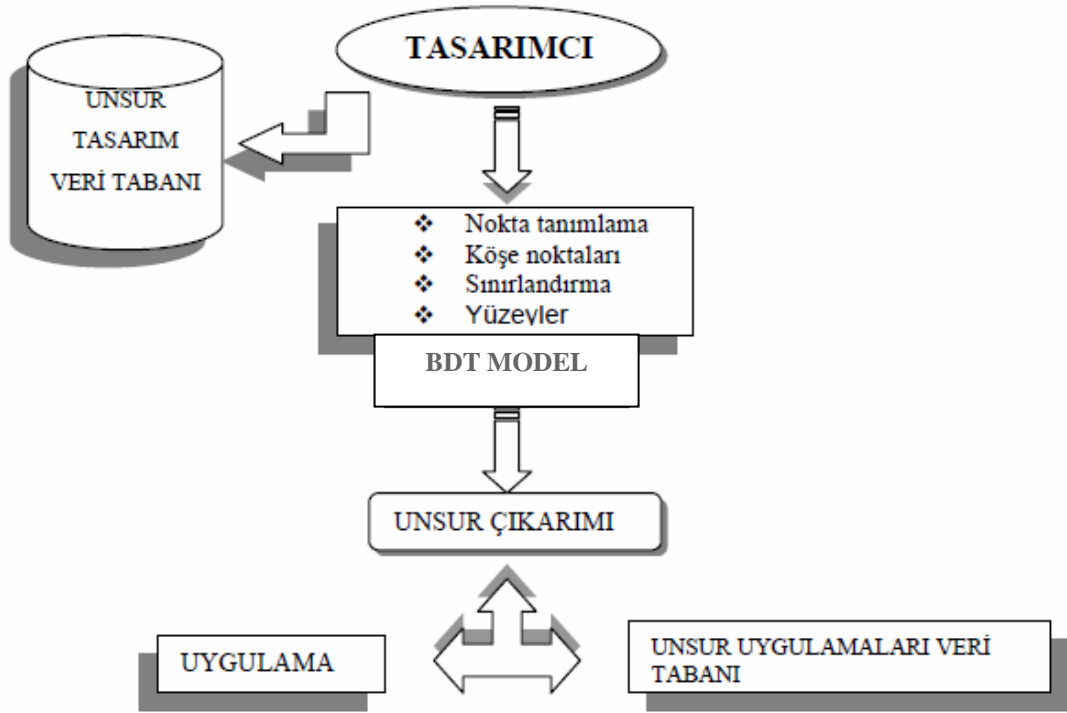 TASARIMCI
UNSUR
TASARIM
VERİ TABANI
❖ Nokta tanımlama
❖ Köşe noktaları
❖ Sınırlandırma
❖ Yüzeyler
BDT MODEL
UNSUR ÇIKARIMI
UYGULAMA
UNSUR UYGULAMALARI VERİ
TABANI